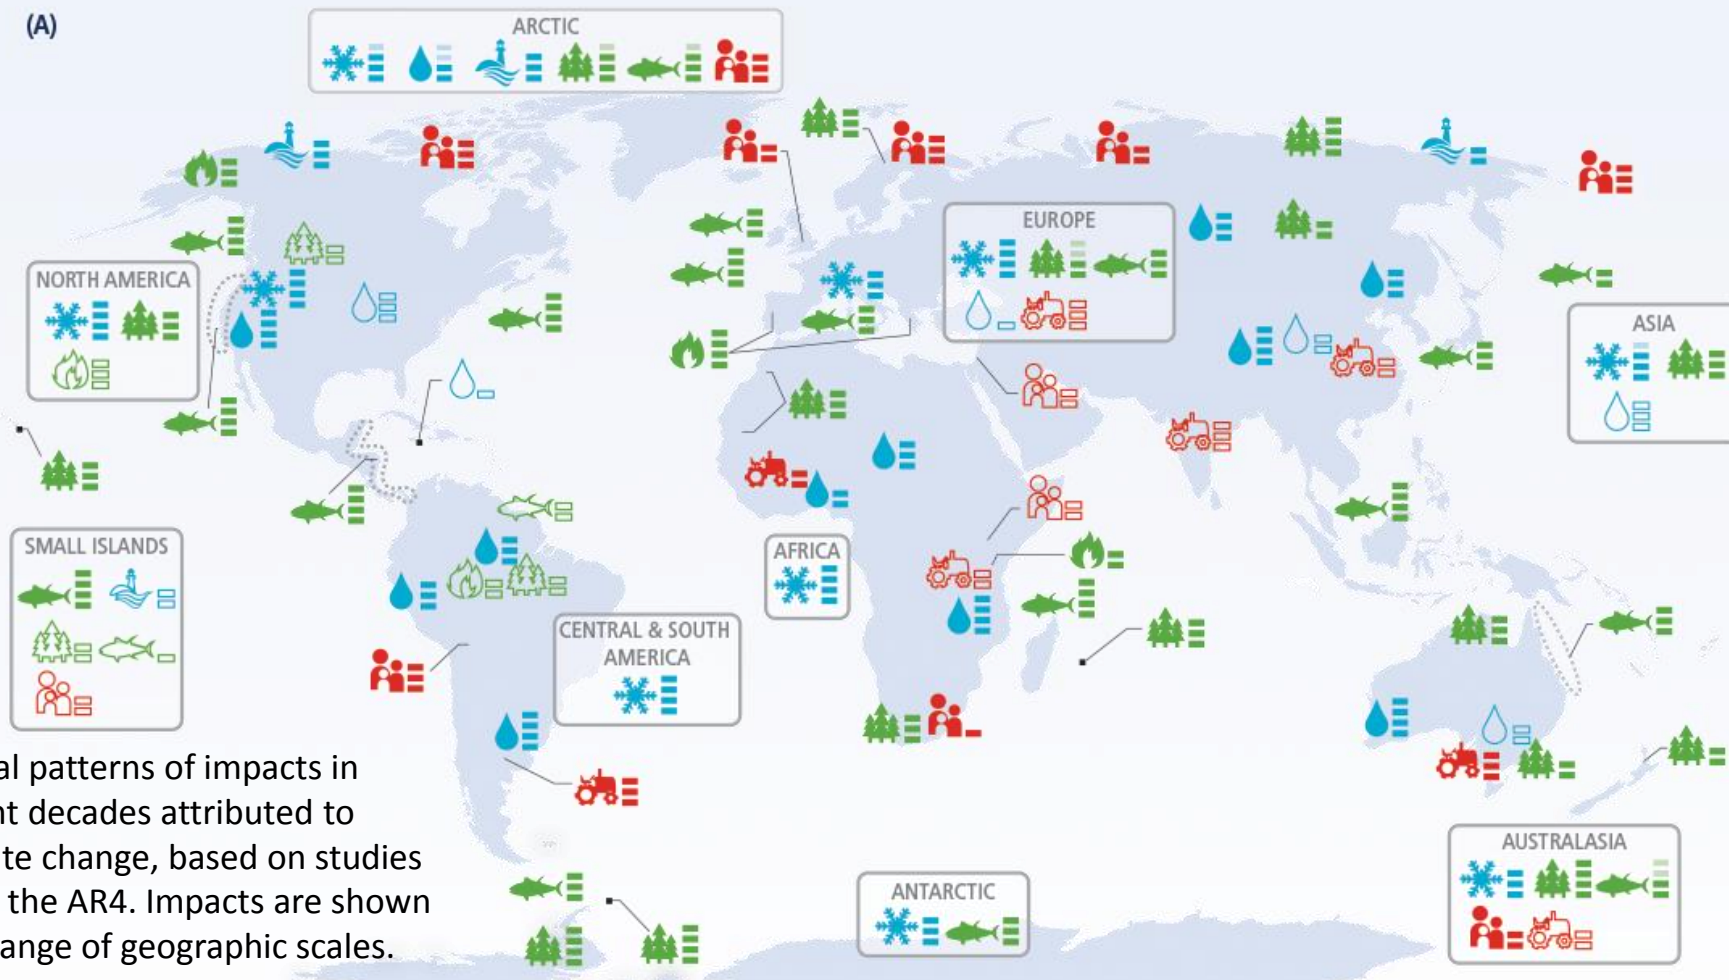 (A)
ARCTIC
EUROPE
NORTH AMERICA
ASIA
SMALL ISLANDS
AFRICA
CENTRAL & SOUTH
AMERICA
al patterns of impacts in
nt decades attributed to
te change, based on studies
the AR4. Impacts are shown
ange of geographic scales.
ANTARCTIC
AUSTRALASIA